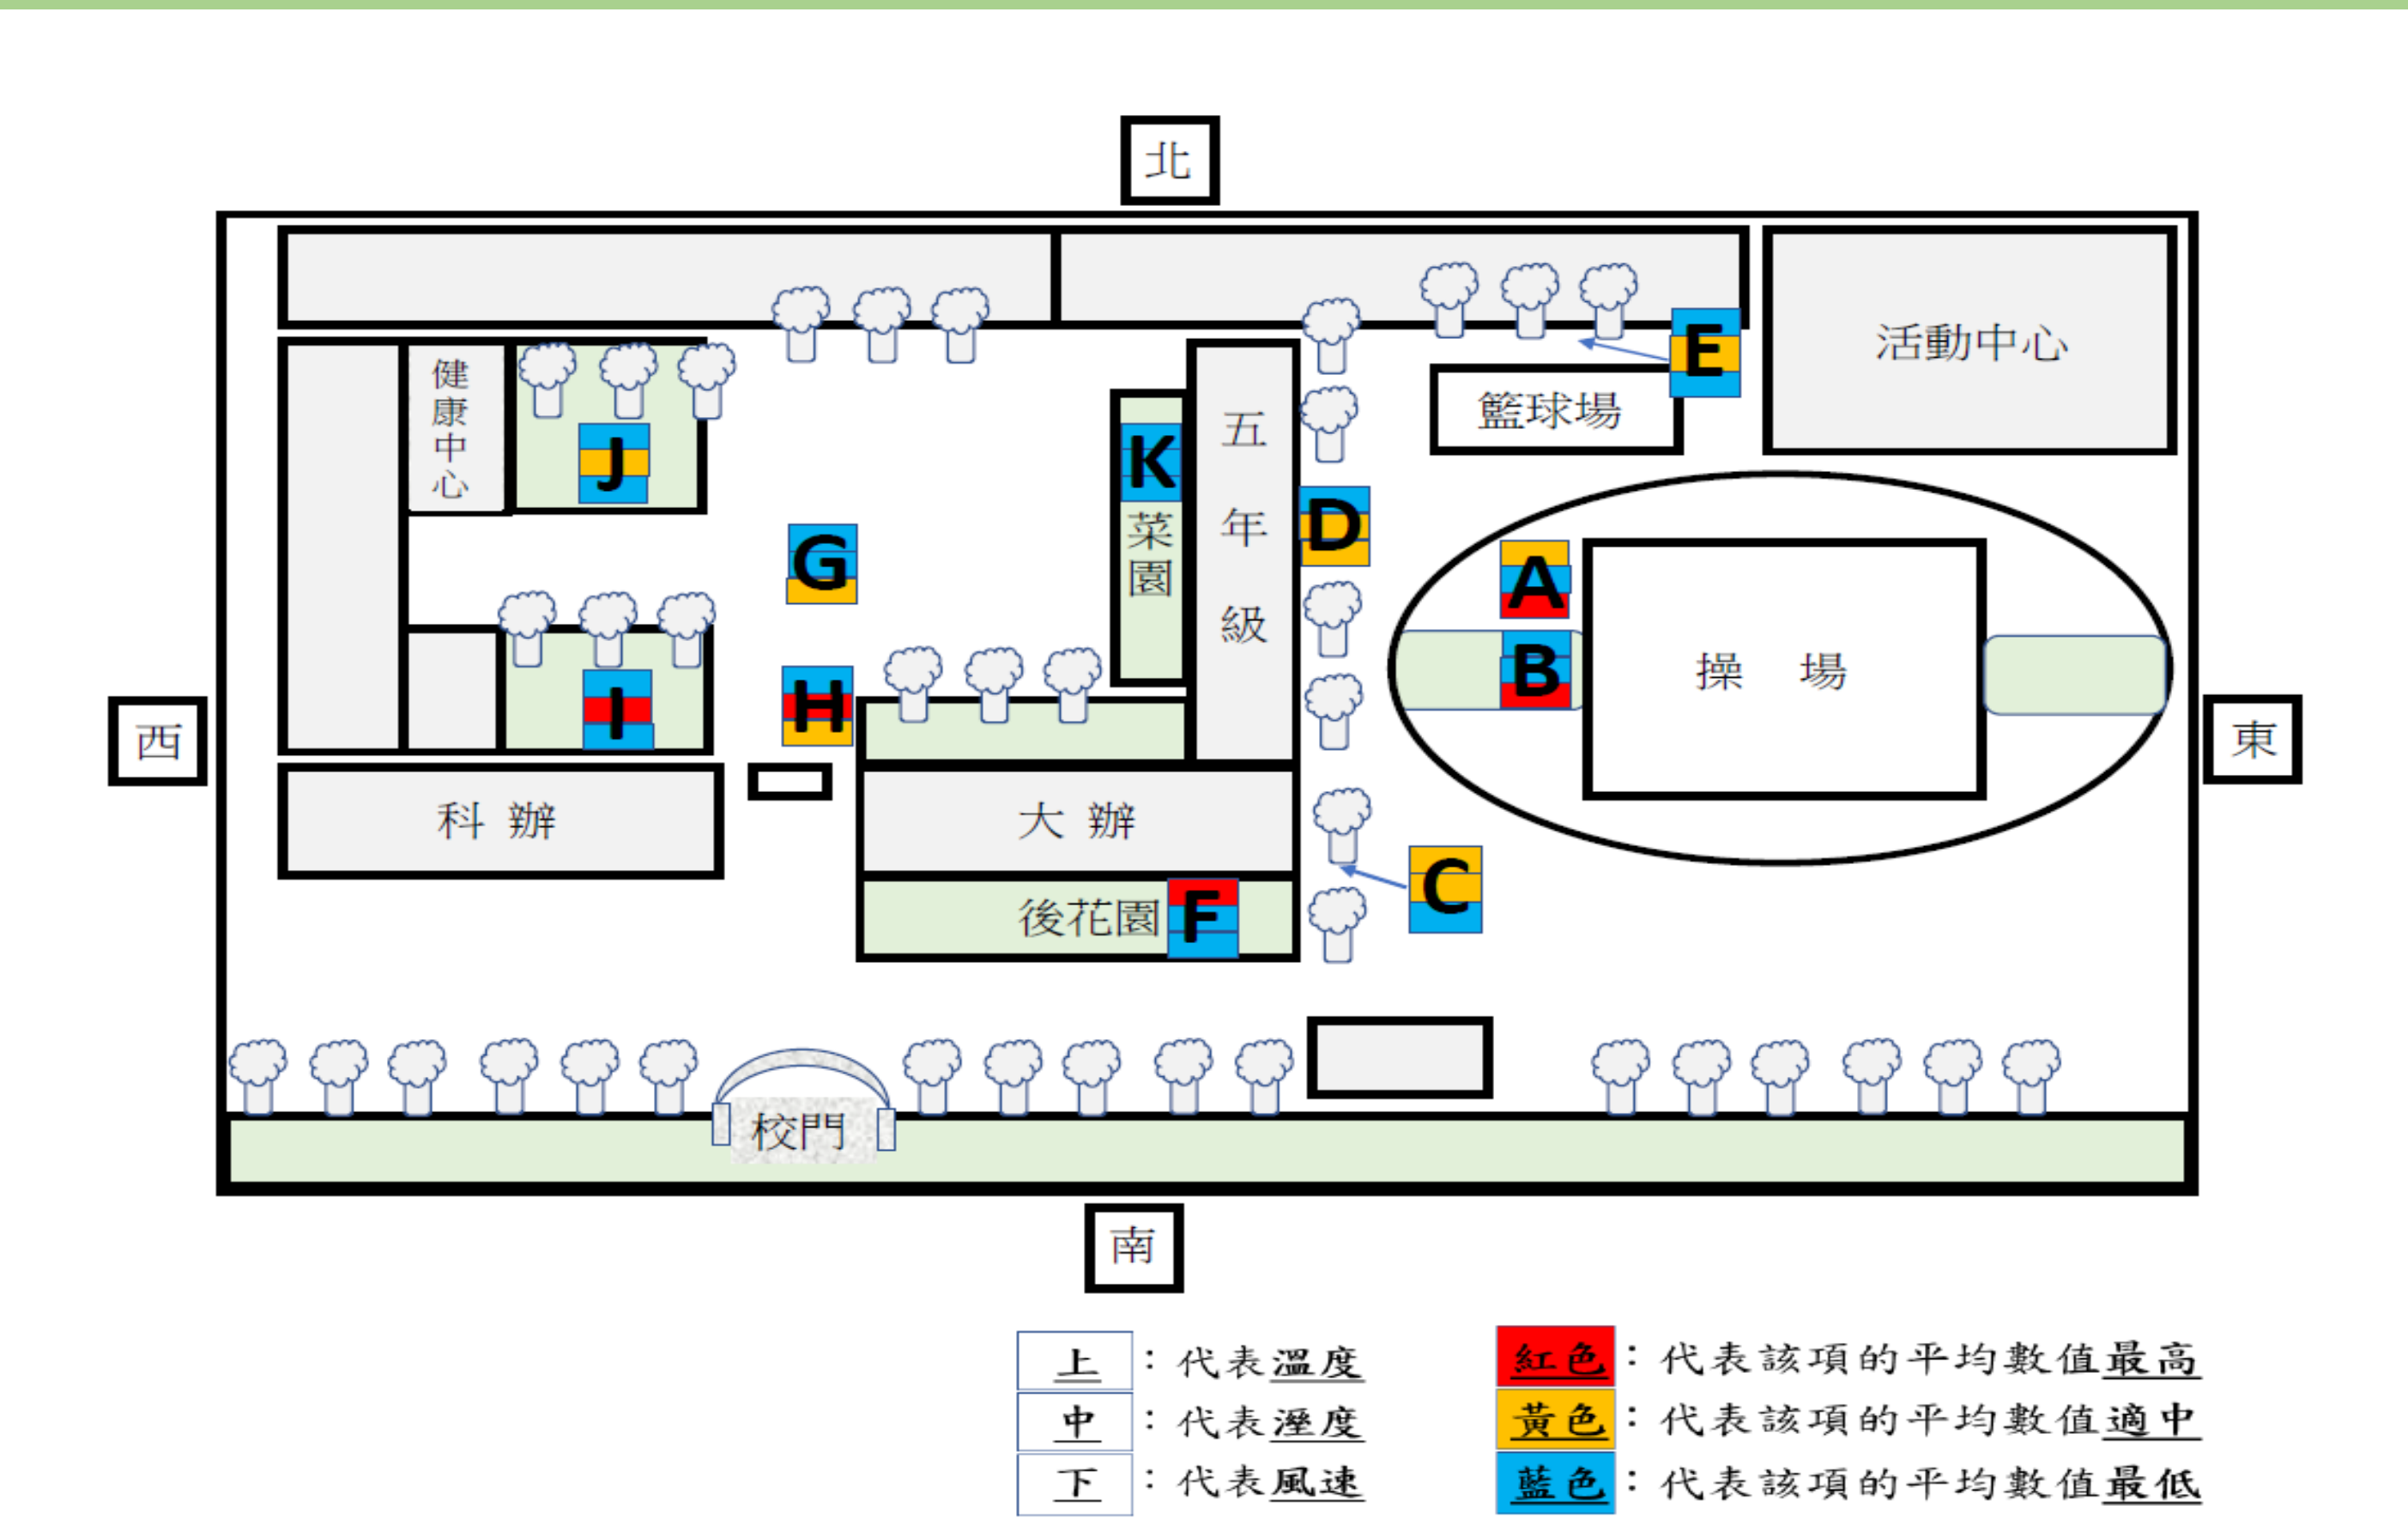 北
活動中心
健
康
中
心
籃球場
五
年
級
E
J
K
菜
園
D
G
A
B
操 場
I
H
西
東
科 辦
大 辦
C
後花園
F
校門
南
上：代表溫度
中：代表溼度
下：代表風速
紅色：代表該項的平均數值最高
黃色：代表該項的平均數值適中
藍色：代表該項的平均數值最低